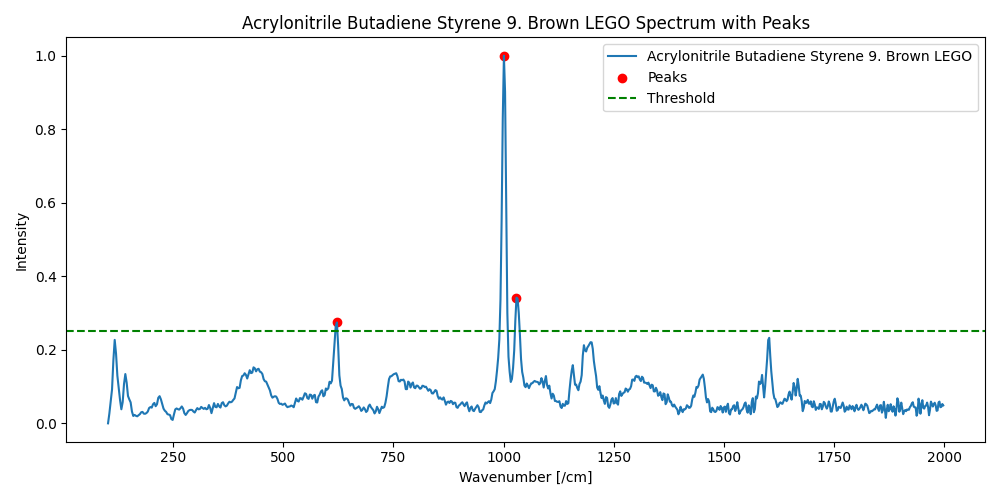 Acrylonitrile Butadiene Styrene 9. Brown LEGO Spectrum with Peaks
Acrylonitrile Butadiene Styrene 9. Brown LEGO
Peaks
Threshold
Intensity
1.0
0.8
0.6
0.4
0.2
0.0
250 500 750 1000 1250 1500 1750 2000
Wavenumber [/cm]